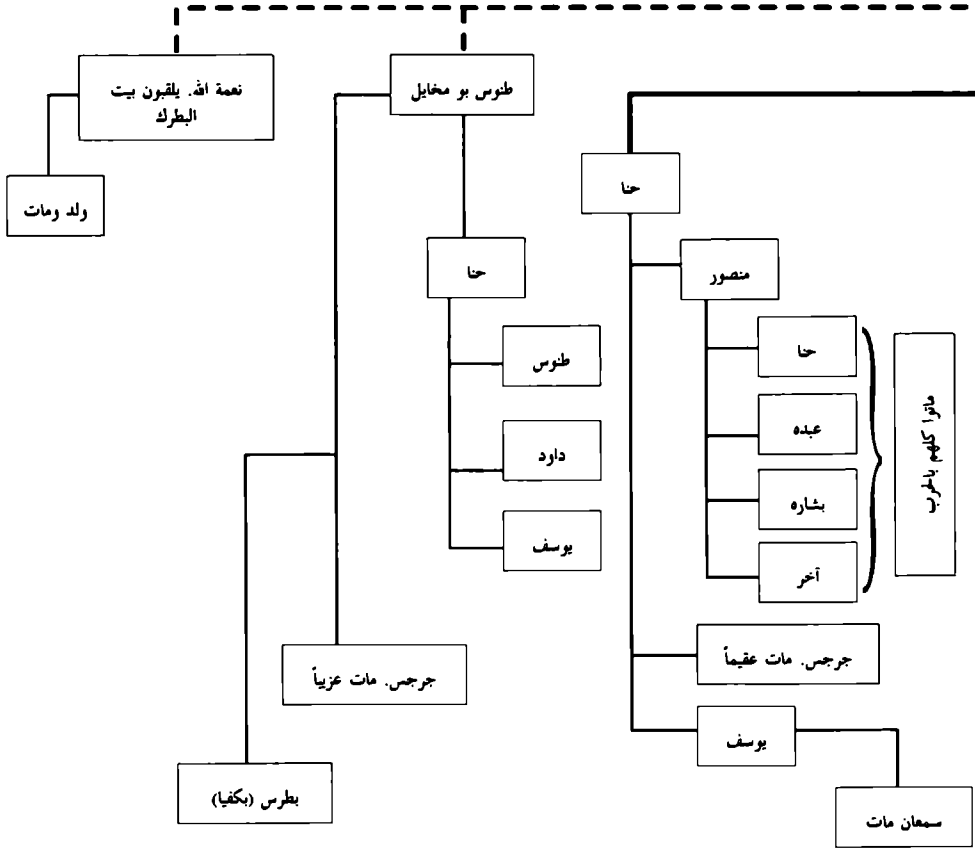 طنوس بو مخايل
نعمة الله. يلقبون بيت
البطرك
ولد ومات
حنا
منصور
حنا
عبده
بشاره
آخر
ماتوا كلهم بالحرب
جرجس. مات عقيماً
يوسف
سمعان مات
حنا
طنوس
داود
يوسف
جرجس. مات عزيباً
بطرس (بكفيا)